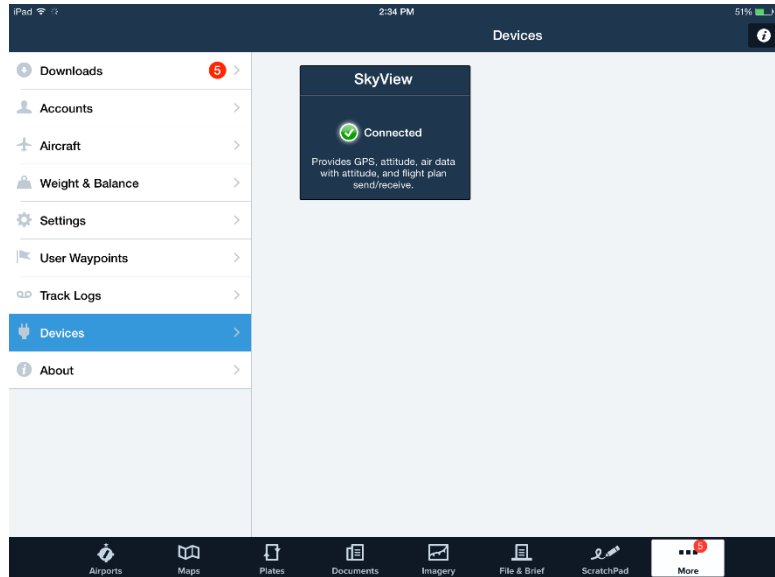 iPad 2:34 PM 51%
Devices
Downloads 5
Accounts
Aircraft
Weight & Balance
Settings
User Waypoints
Track Logs
Devices
About
SkyView
Connected
Provides GPS, attitude, air data
with attitude, and flight plan
send/receive.
5
Airports Maps Plates Documents Imagery File & Brief ScratchPad More